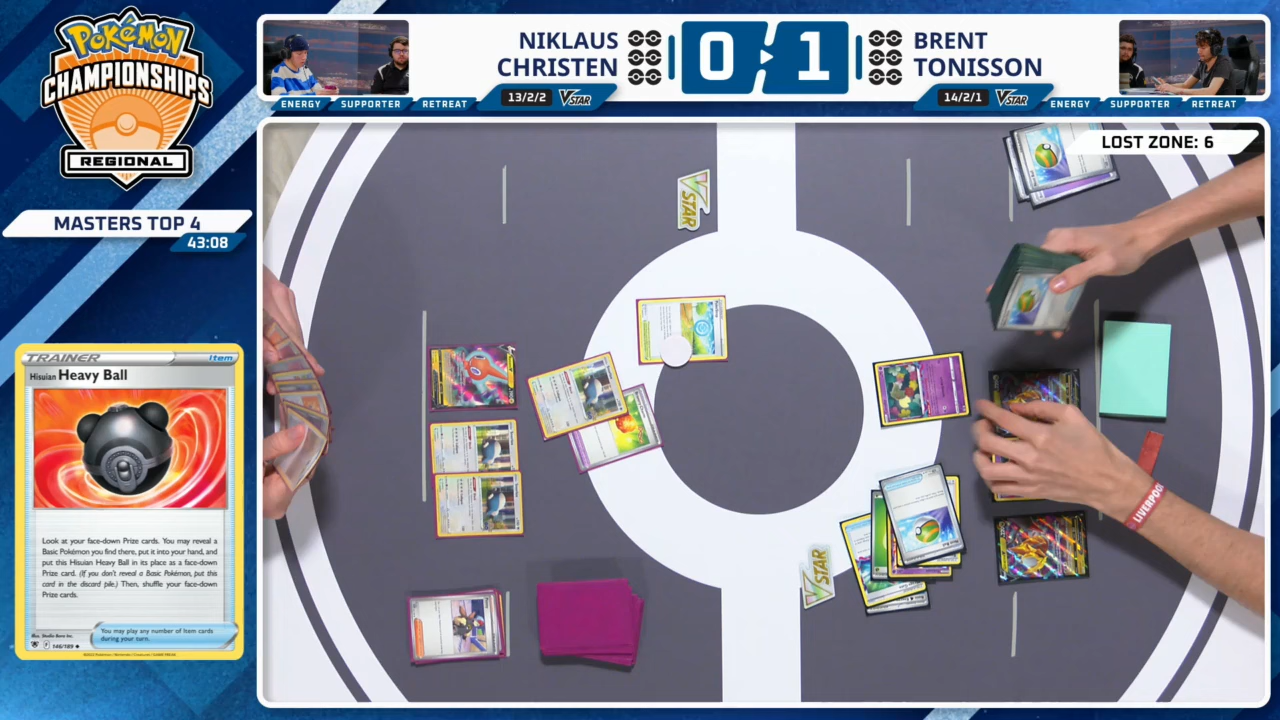 Pokémon
CHAMPIONSHIPS
REGIONAL
MASTERS TOP 4
43:08
NIKLAUS
CHRISTEN
0
1
BRENT
TONISSON
ENERGY
SUPPORTER
RETREAT
13/2/2
VSTAR
14/2/1
VSTAR
ENERGY
SUPPORTER
RETREAT
LOST ZONE: 6
VSTAR
VSTAR
LIVERPOOL
TRAINER
Item
Hisuian Heavy Ball
Look at your face-down Prize cards. You may reveal a
Basic Pokémon you find there, put it into your hand, and
put this Hisuian Heavy Ball in its place as a face-down
Prize card. (If you don't reveal a Basic Pokémon, put this
card in the discard pile.) Then, shuffle your face-down
Prize cards.
You may play any number of Item cards
during your turn.
146/189